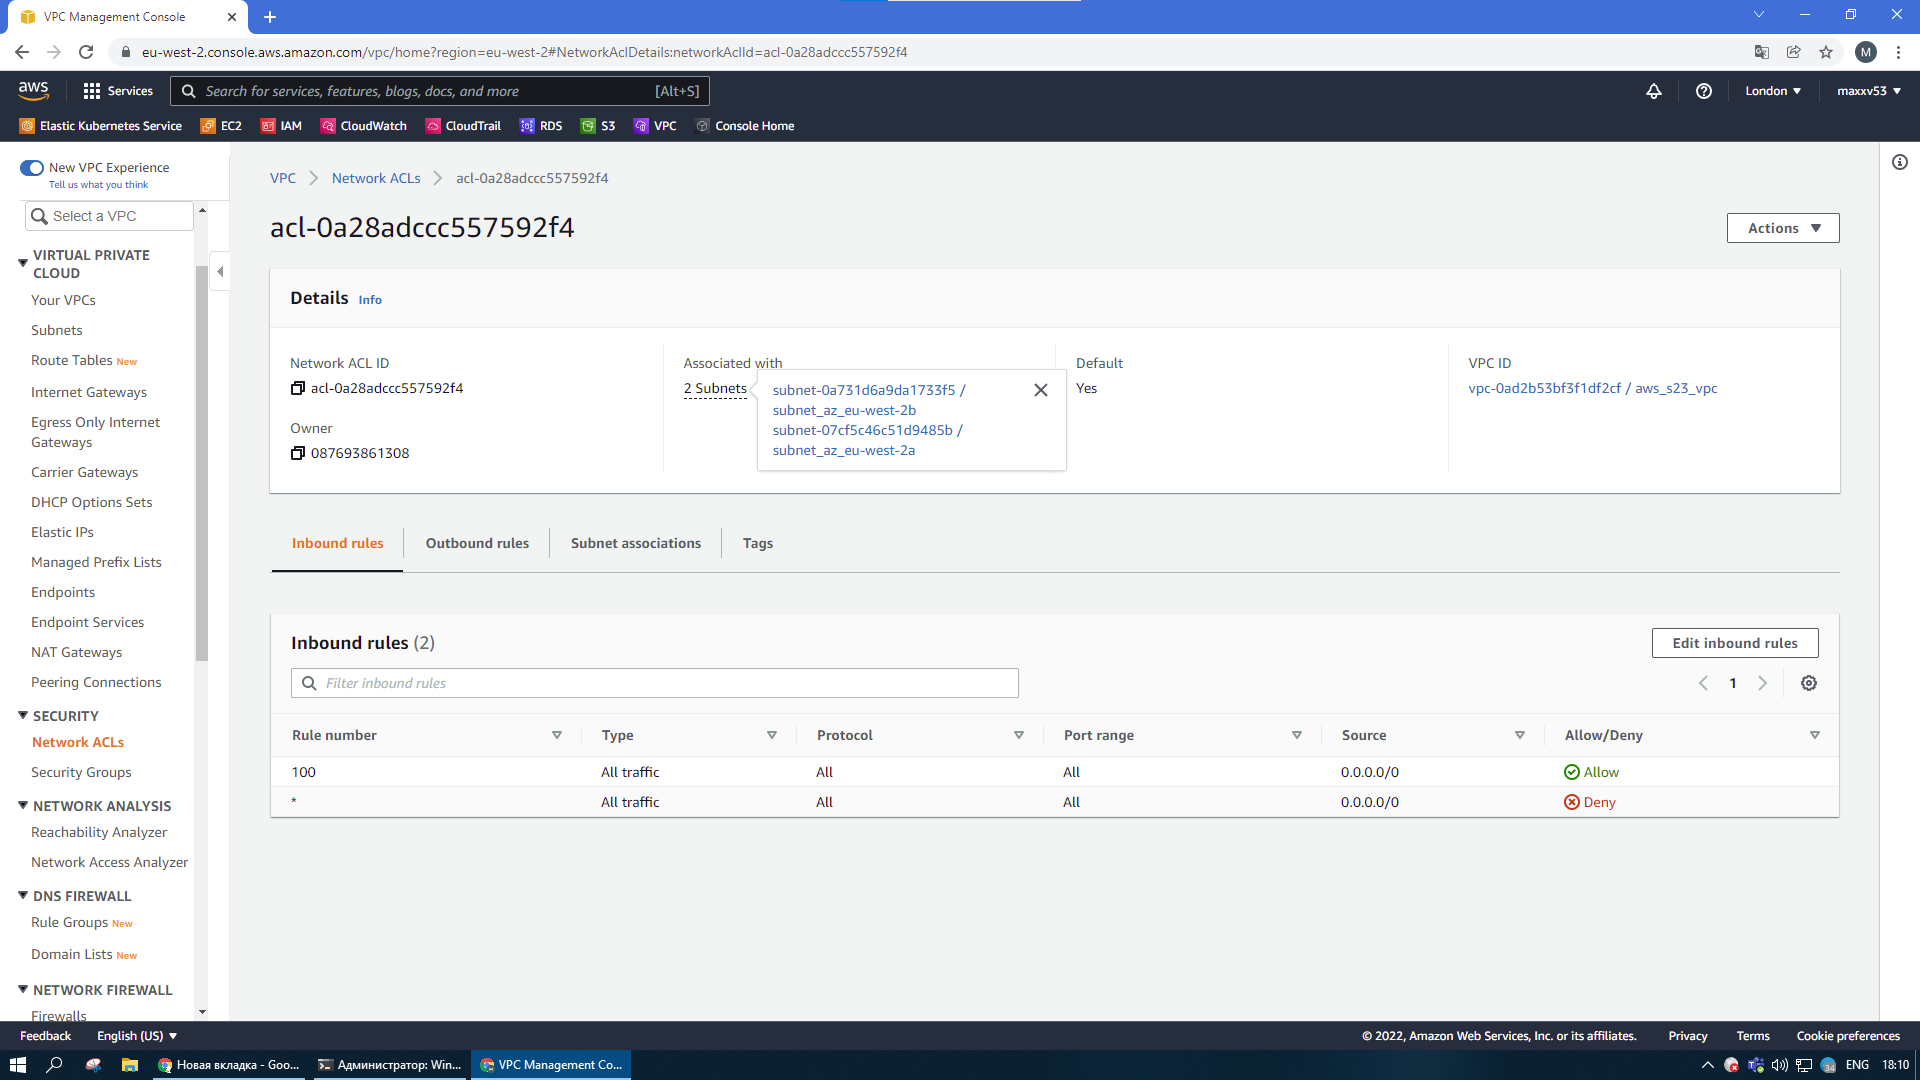 VPC Management Console
eu-west-2.console.aws.amazon.com/vpc/home?region=eu-west-2#NetworkAclDetails:networkAclId=acl-0a28adccc557592f4
M
aws
Services
Search for services, features, blogs, docs, and more
[Alt+S]
London
maxxv53
Elastic Kubernetes Service
EC2
IAM
CloudWatch
CloudTrail
RDS
S3
VPC
Console Home
New VPC Experience
Tell us what you think
Select a VPC
VIRTUAL PRIVATE
CLOUD
Your VPCs
Subnets
Route Tables New
Internet Gateways
Egress Only Internet
Gateways
Carrier Gateways
DHCP Options Sets
Elastic IPs
Managed Prefix Lists
Endpoints
Endpoint Services
NAT Gateways
Peering Connections
SECURITY
Network ACLs
Security Groups
NETWORK ANALYSIS
Reachability Analyzer
Network Access Analyzer
DNS FIREWALL
Rule Groups New
Domain Lists New
NETWORK FIREWALL
Firewalls
VPC
Network ACLs
acl-0a28adccc557592f4
acl-0a28adccc557592f4
Actions
Details Info
Network ACL ID
acl-0a28adccc557592f4
Owner
087693861308
Associated with
2 Subnets
subnet-0a731d6a9da1733f5 /
subnet_az_eu-west-2b
subnet-07cf5c46c51d9485b /
subnet_az_eu-west-2a
Default
Yes
VPC ID
vpc-0ad2b53bf3f1df2cf / aws_s23_vpc
Inbound rules
Outbound rules
Subnet associations
Tags
Inbound rules (2)
Edit inbound rules
Filter inbound rules
1
Rule number Type Protocol Port range Source Allow/Deny
100 All traffic All All 0.0.0.0/0 Allow
* All traffic All All 0.0.0.0/0 Deny
Feedback
English (US)
© 2022, Amazon Web Services, Inc. or its affiliates.
Privacy
Terms
Cookie preferences
Новая вкладка - Goo...
Администратор: Win...
VPC Management Co...
34
ENG
18:10